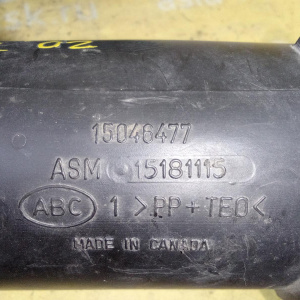 15046477
ASM 15181115
ABC 1 >PP+TEO<
MADE IN CANADA